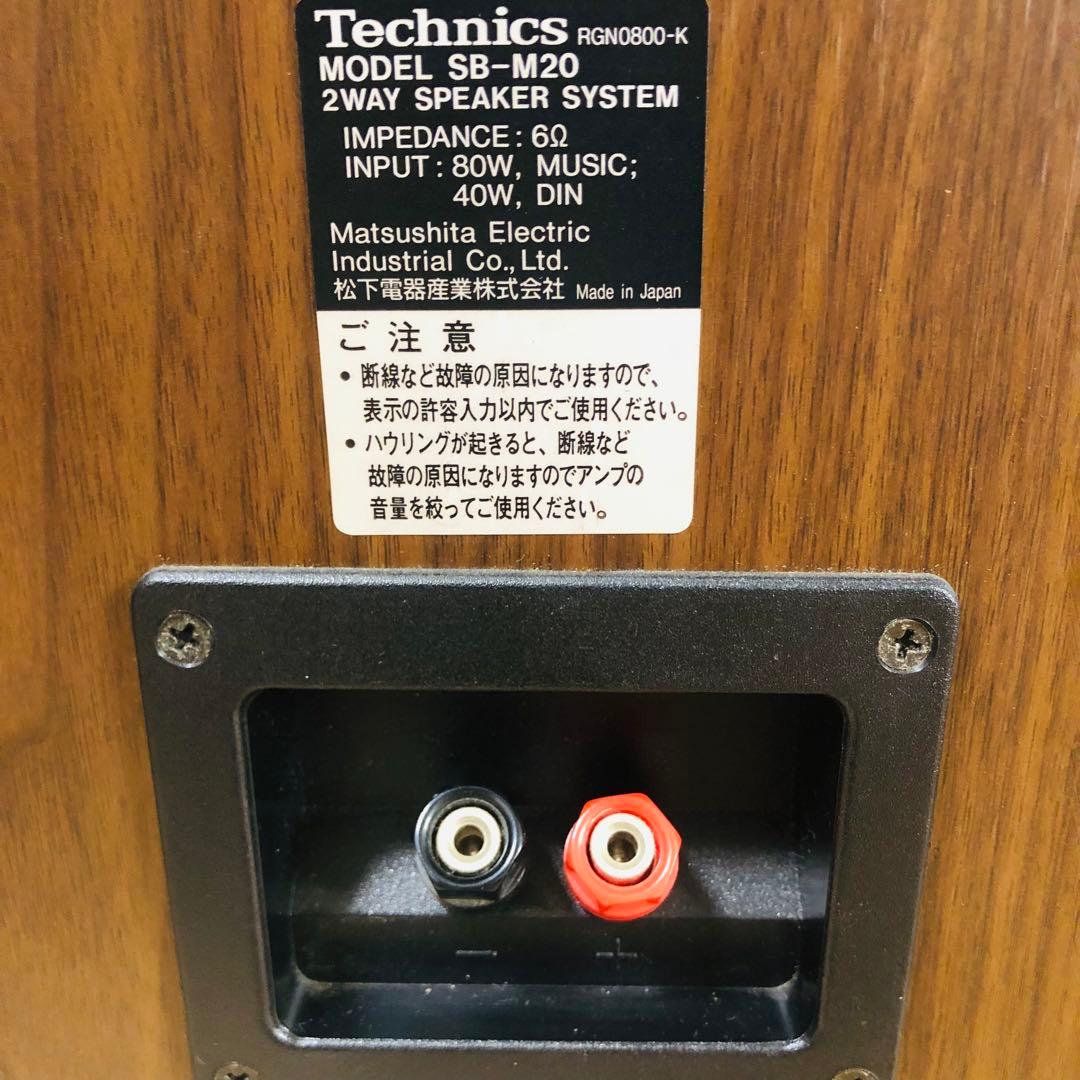 Technics RGN0800-K
MODEL SB-M20
2WAY SPEAKER SYSTEM
IMPEDANCE : 6Ω
INPUT : 80W, MUSIC;
40W, DIN
Matsushita Electric
Industrial Co., Ltd.
松下電器産業株式会社 Made in Japan
ご注意
• 断線など故障の原因になりますので、
表示の許容入力以内でご使用ください。
• ハウリングが起きると、断線など
故障の原因になりますのでアンプの
音量を絞ってご使用ください。
− +